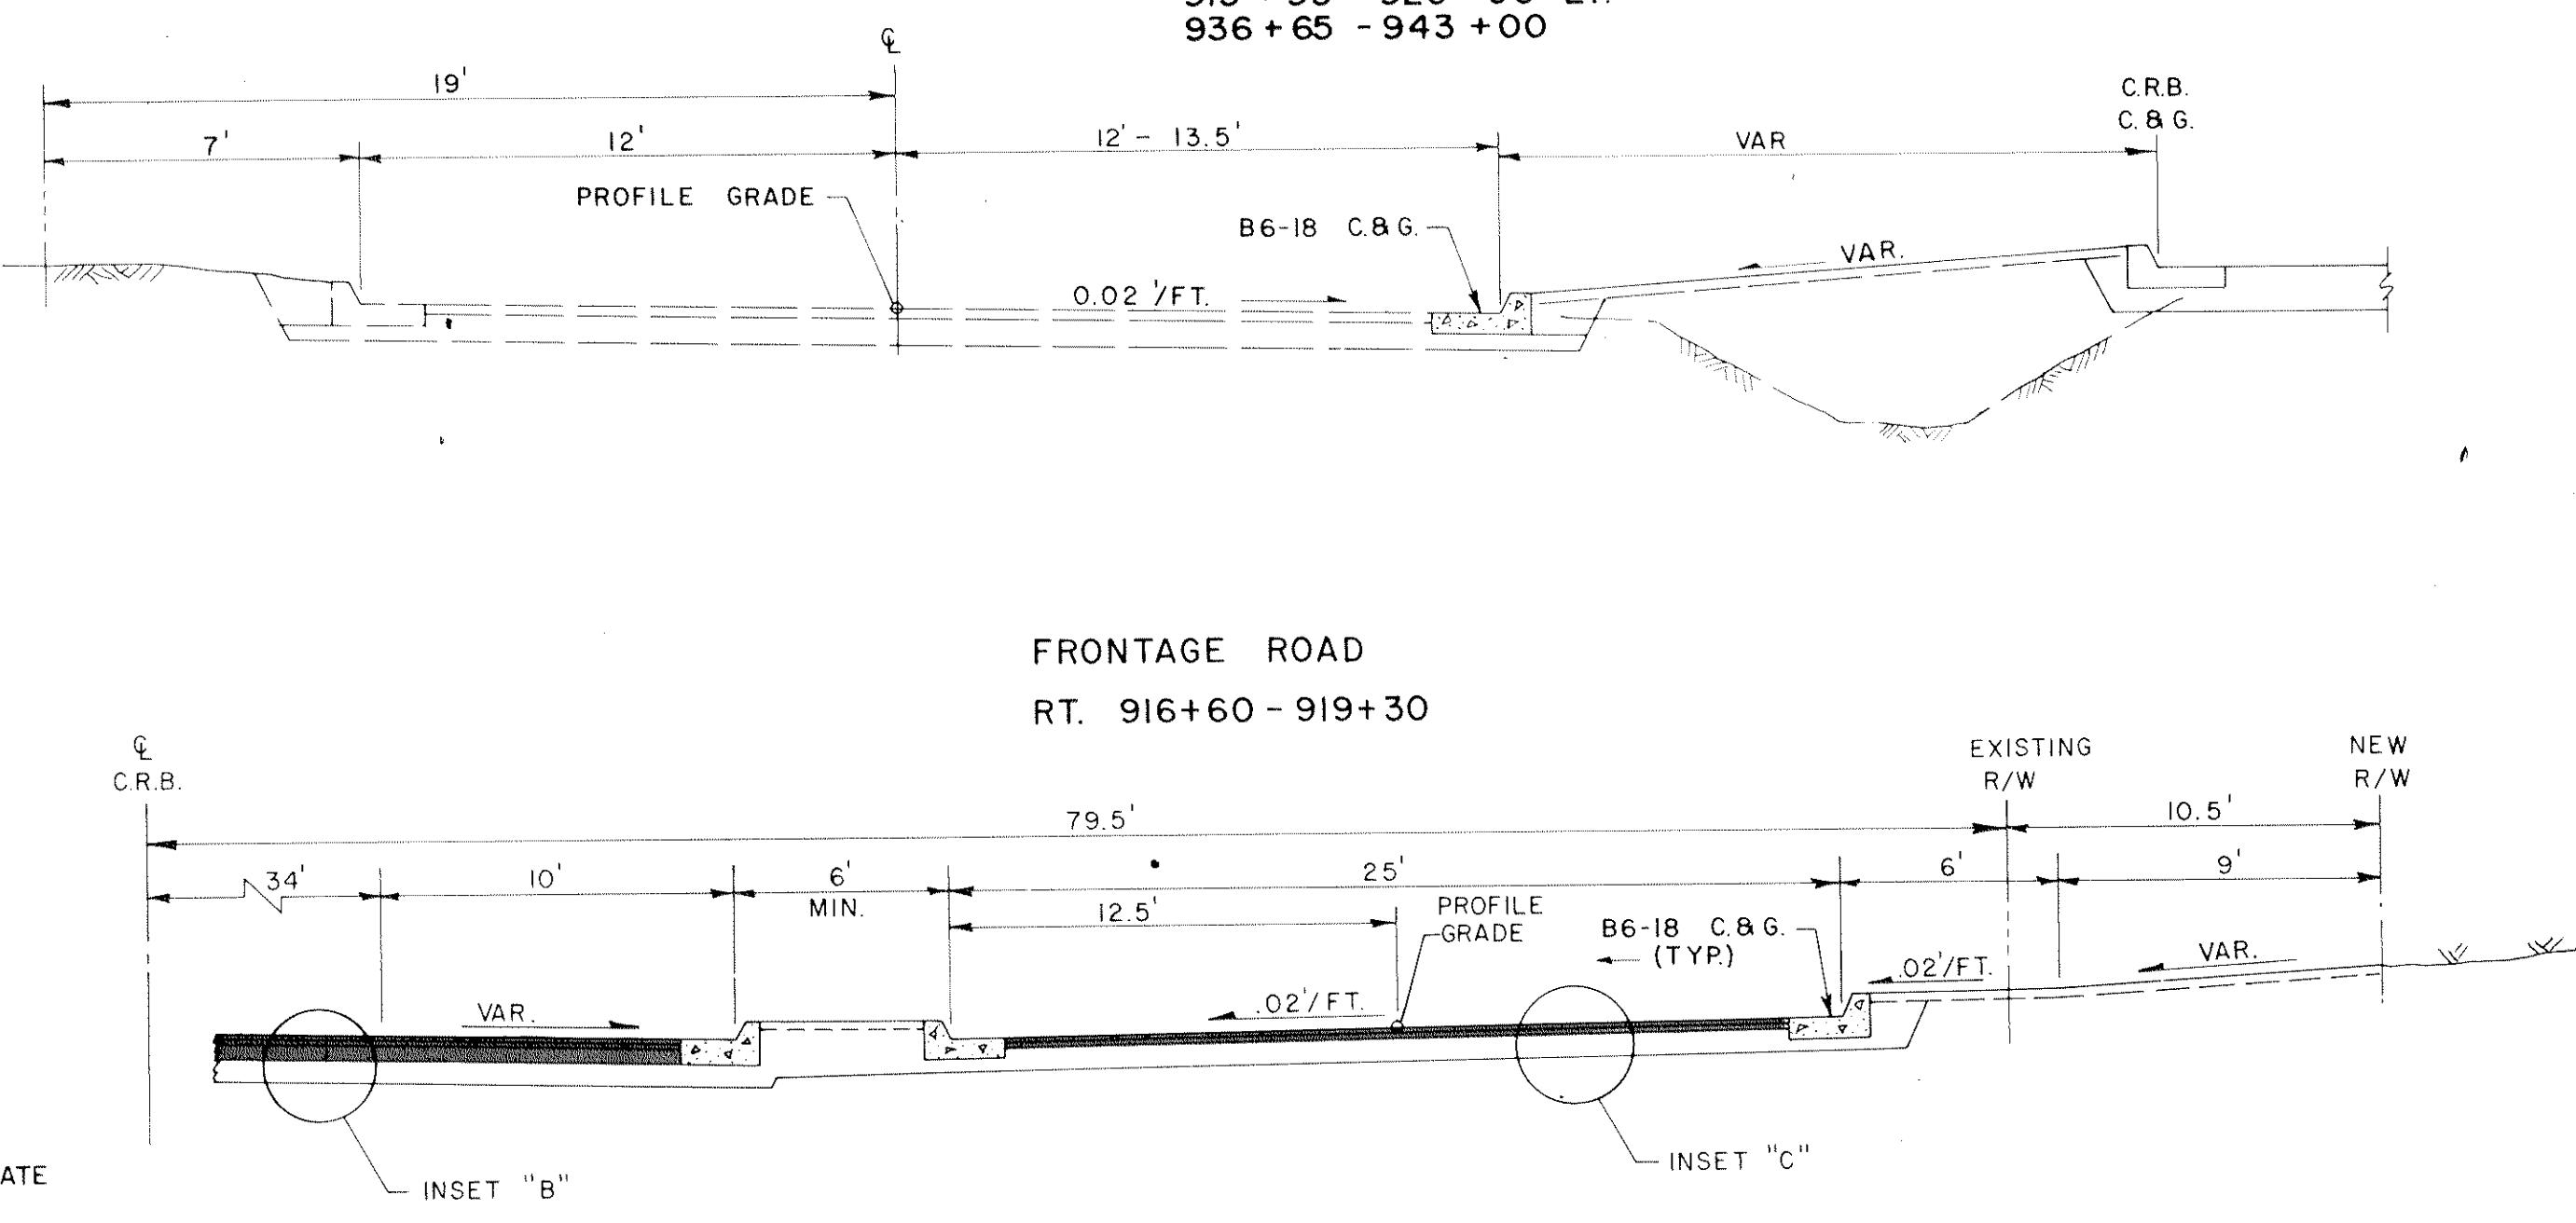 936 + 65 - 943 + 00
℄
19'
C.R.B.
C. & G.
7'
12'
12' - 13.5'
VAR
PROFILE GRADE
B6-18 C.&G.
VAR.
0.02 '/FT.
FRONTAGE ROAD
RT. 916+60 - 919+30
℄
C.R.B.
EXISTING
R/W
NEW
R/W
79.5'
10.5'
34'
10'
6'
MIN.
25'
6'
9'
12.5'
PROFILE
GRADE
B6-18 C.&G.
(TYP.)
VAR.
.02'/FT.
.02'/FT.
VAR.
INSET "B"
INSET "C"
ATE